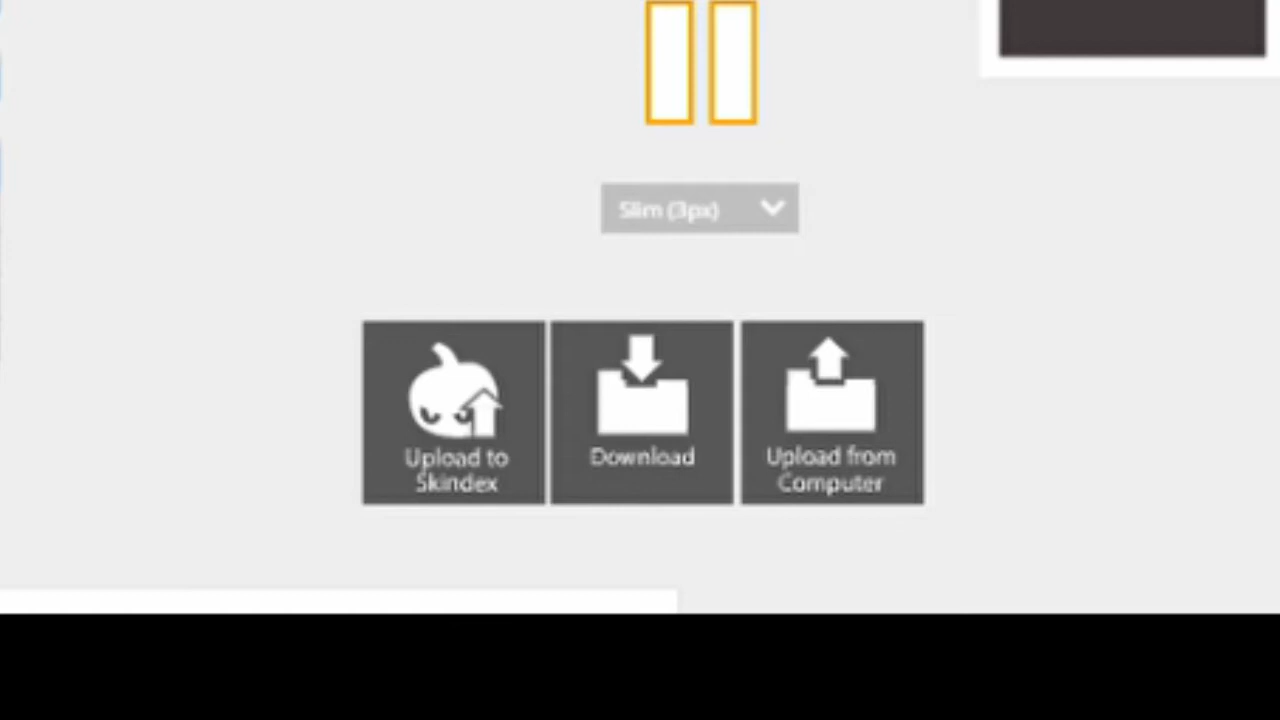 Slim (3px)
Upload to
Skindex
Download
Upload from
Computer